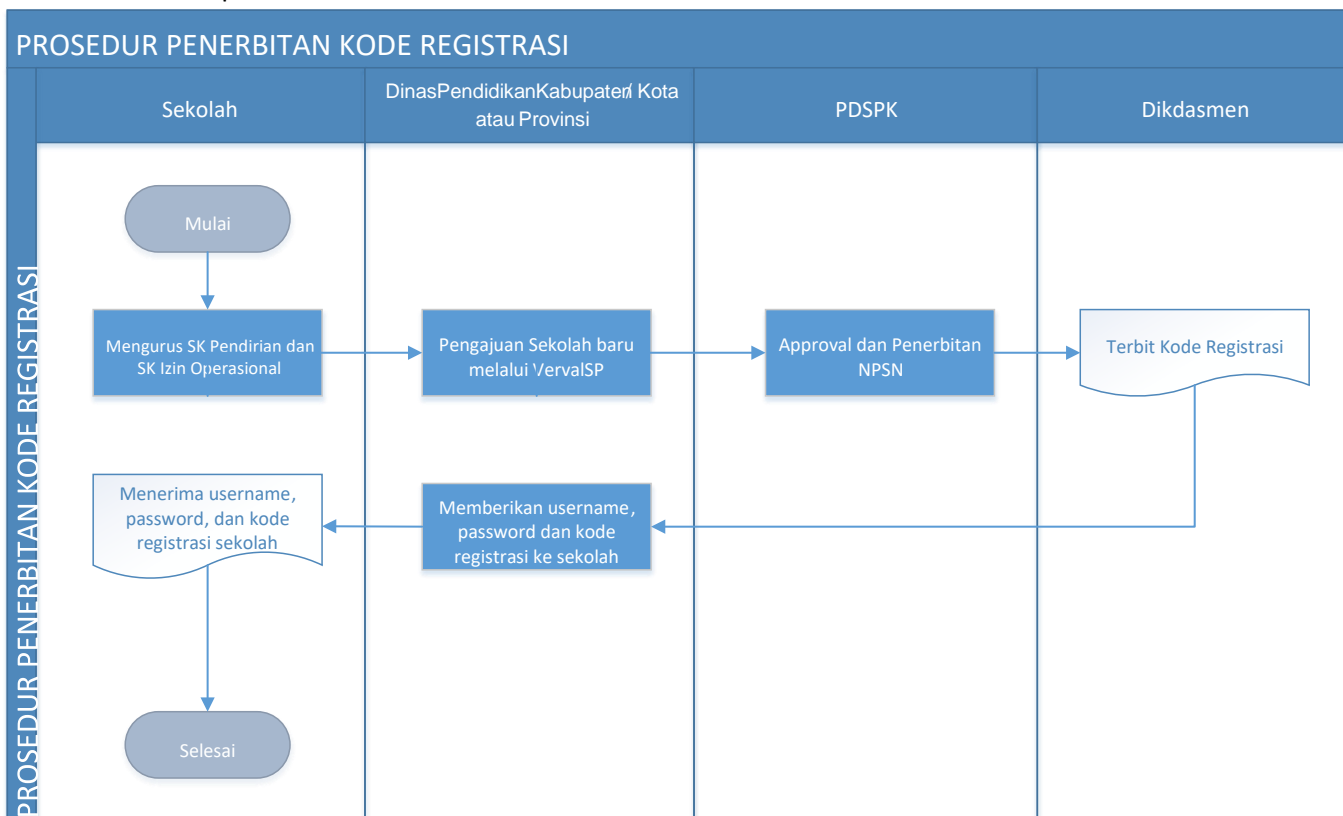 PROSEDUR PENERBITAN KODE REGISTRASI
PROSEDUR PENERBITAN KODE REGISTRASI
Sekolah
DinasPendidikanKabupaten/ Kota
atau Provinsi
PDSPK
Dikdasmen
Mulai
Mengurus SK Pendirian dan
SK Izin Operasional
Pengajuan Sekolah baru
melalui VervalSP
Approval dan Penerbitan
NPSN
Terbit Kode Registrasi
Menerima username,
password, dan kode
registrasi sekolah
Memberikan username,
password dan kode
registrasi ke sekolah
Selesai